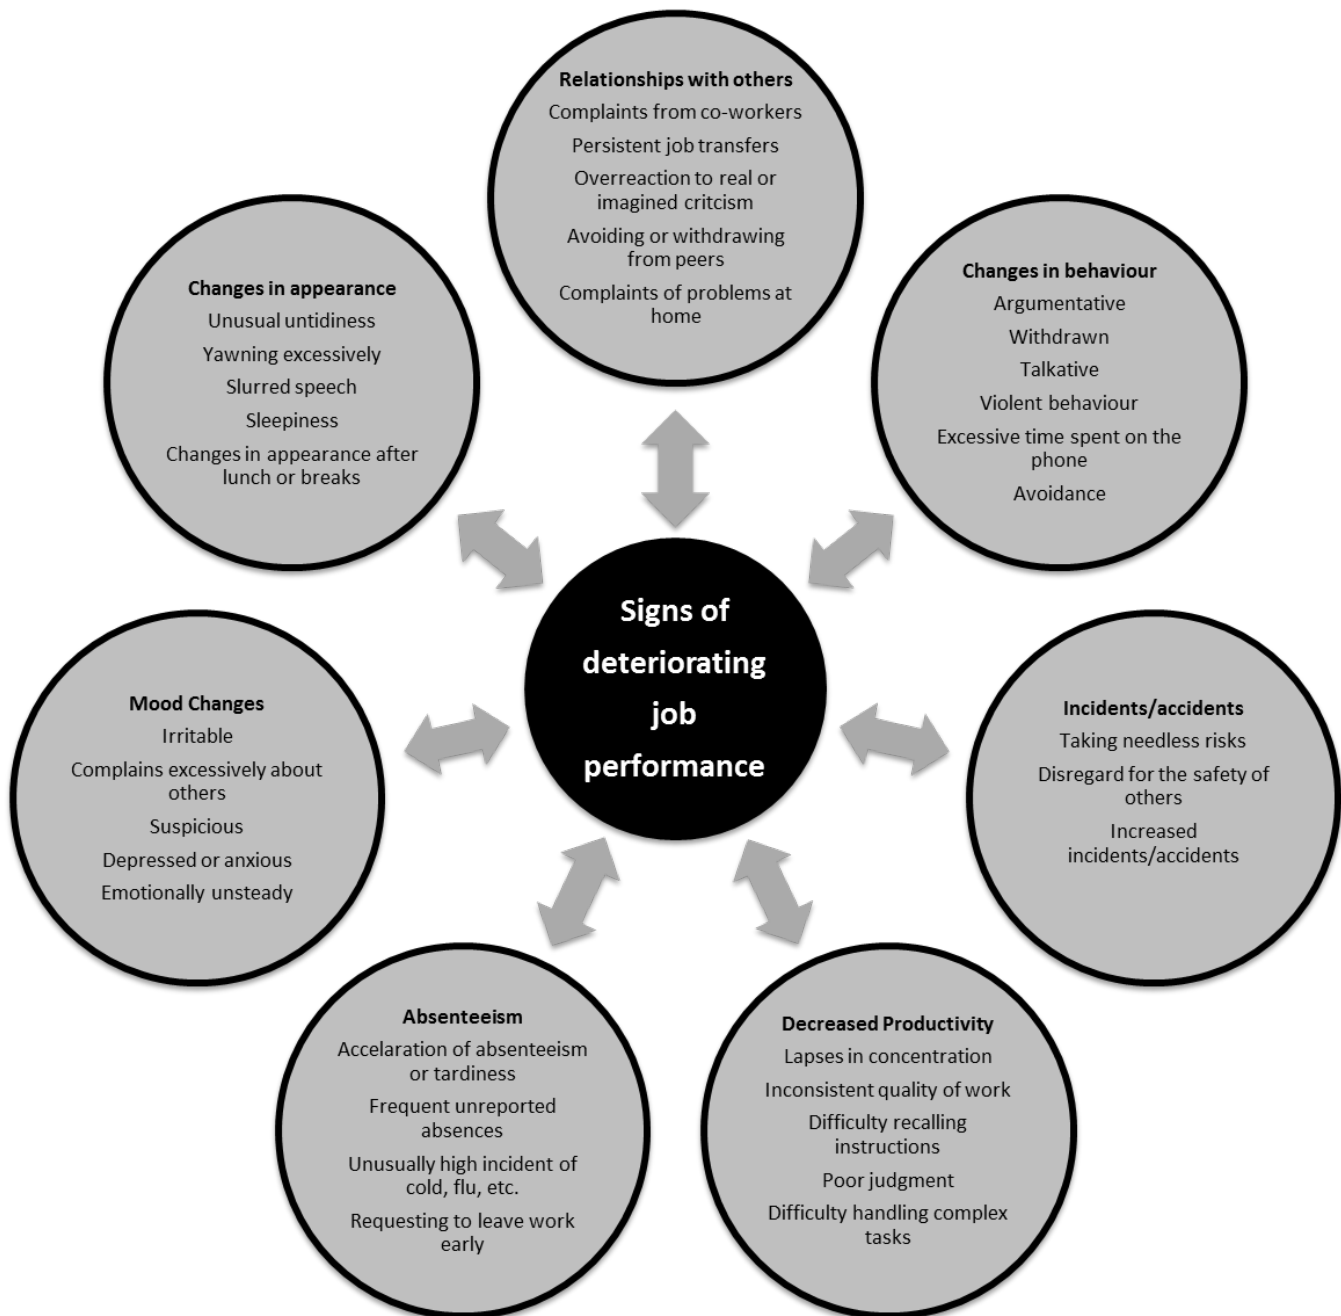 Relationships with others
Complaints from co-workers
Persistent job transfers
Overreaction to real or
imagined critcism
Avoiding or withdrawing
from peers
Complaints of problems at
home
Changes in appearance
Unusual untidiness
Yawning excessively
Slurred speech
Sleepiness
Changes in appearance after
lunch or breaks
Changes in behaviour
Argumentative
Withdrawn
Talkative
Violent behaviour
Excessive time spent on the
phone
Avoidance
Signs of
deteriorating
job
performance
Mood Changes
Irritable
Complains excessively about
others
Suspicious
Depressed or anxious
Emotionally unsteady
Incidents/accidents
Taking needless risks
Disregard for the safety of
others
Increased
incidents/accidents
Absenteeism
Accelaration of absenteeism
or tardiness
Frequent unreported
absences
Unusually high incident of
cold, flu, etc.
Requesting to leave work
early
Decreased Productivity
Lapses in concentration
Inconsistent quality of work
Difficulty recalling
instructions
Poor judgment
Difficulty handling complex
tasks